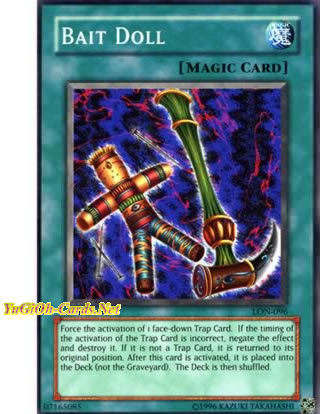 BAIT DOLL
魔
[MAGIC CARD]
YuGiOh-Cards.Net
LON-096
Force the activation of 1 face-down Trap Card. If the timing
of the activation of the Trap Card is incorrect, negate the effect
and destroy it. If it is not a Trap Card, it is returned to its
original position. After this card is activated, it is placed into
the Deck (not the Graveyard). The Deck is then shuffled.
07165085
©1996 KAZUKI TAKAHASHI